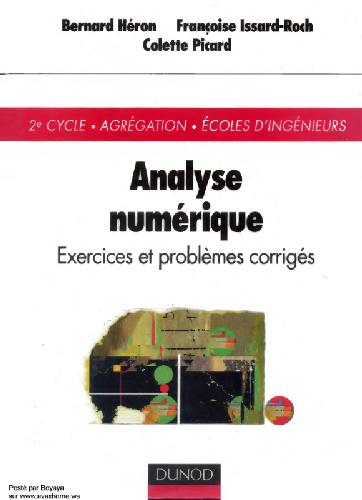 Bernard Héron Françoise Issard-Roch
Colette Picard
2e CYCLE • AGRÉGATION • ÉCOLES D'INGÉNIEURS
Analyse
numérique
Exercices et problèmes corrigés
Posté par Boyaya
sur www.avaxhome.ws
DUNOD